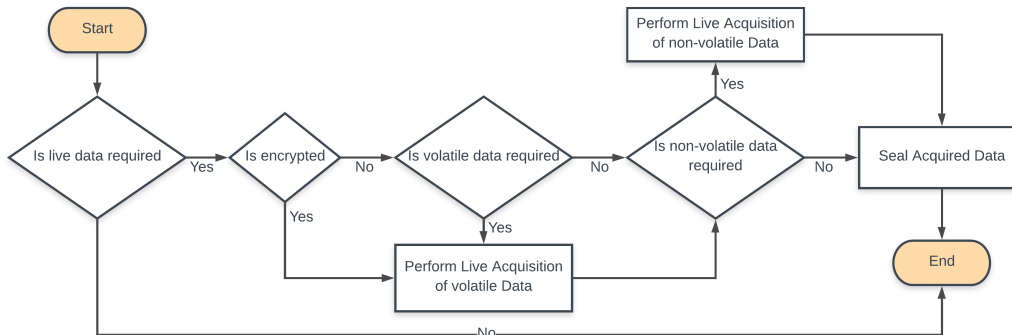 Start
Perform Live Acquisition
of non-volatile Data
Yes
Is live data required
Yes
Is encrypted
No
Is volatile data required
No
Is non-volatile data
required
No
Seal Acquired Data
Yes
Yes
Perform Live Acquisition
of volatile Data
End
No